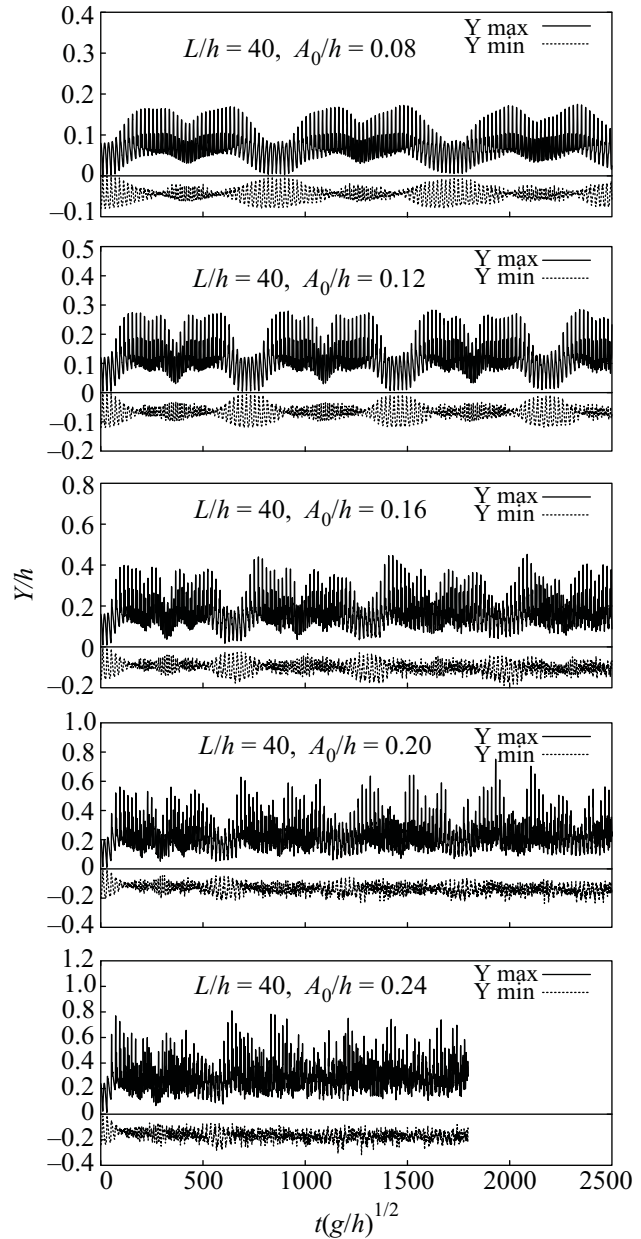 L/h = 40, A₀/h = 0.08
Y max
Y min
0.4
0.3
0.2
0.1
0
–0.1
L/h = 40, A₀/h = 0.12
Y max
Y min
0.5
0.4
0.3
0.2
0.1
0
–0.1
–0.2
L/h = 40, A₀/h = 0.16
Y max
Y min
0.8
0.6
0.4
0.2
0
–0.2
Y/h
L/h = 40, A₀/h = 0.20
Y max
Y min
1.0
0.8
0.6
0.4
0.2
0
–0.2
–0.4
L/h = 40, A₀/h = 0.24
Y max
Y min
1.2
1.0
0.8
0.6
0.4
0.2
0
–0.2
–0.4
0 500 1000 1500 2000 2500
t(g/h)¹/²